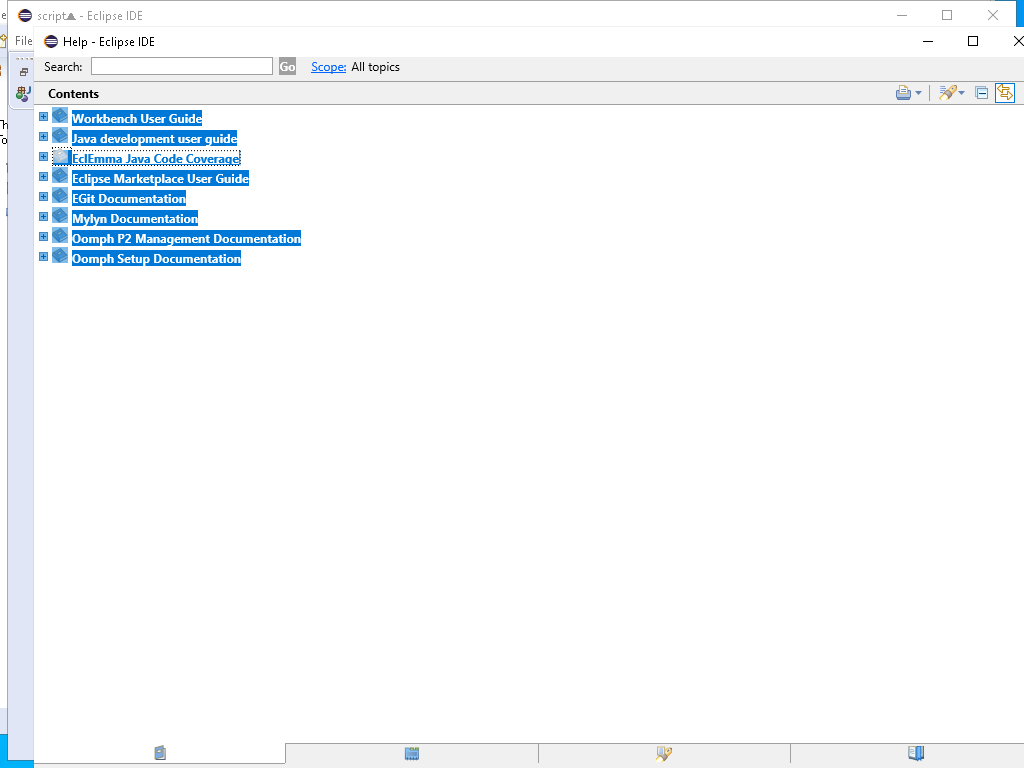 script - Eclipse IDE
File
Help - Eclipse IDE
Search:
Go
Scope: All topics
Contents
Workbench User Guide
Java development user guide
EclEmma Java Code Coverage
Eclipse Marketplace User Guide
EGit Documentation
Mylyn Documentation
Oomph P2 Management Documentation
Oomph Setup Documentation